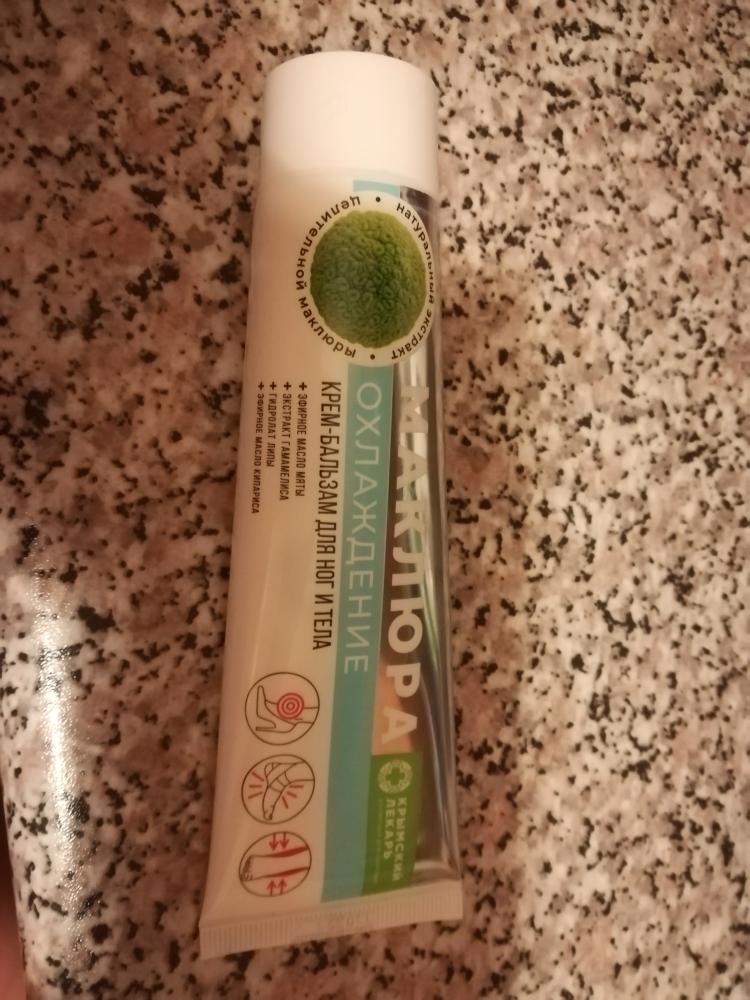 натуральный экстракт • целительной маклюры •
МАКЛЮРА
ОХЛАЖДЕНИЕ
КРЕМ-БАЛЬЗАМ ДЛЯ НОГ И ТЕЛА
+ ЭФИРНОЕ МАСЛО МЯТЫ
+ ЭКСТРАКТ ГАМАМЕЛИСА
+ ГИДРОЛАТ ЛИПЫ
+ ЭФИРНОЕ МАСЛО КИПАРИСА
КРЫМСКИЙ
ЛЕКАРЬ